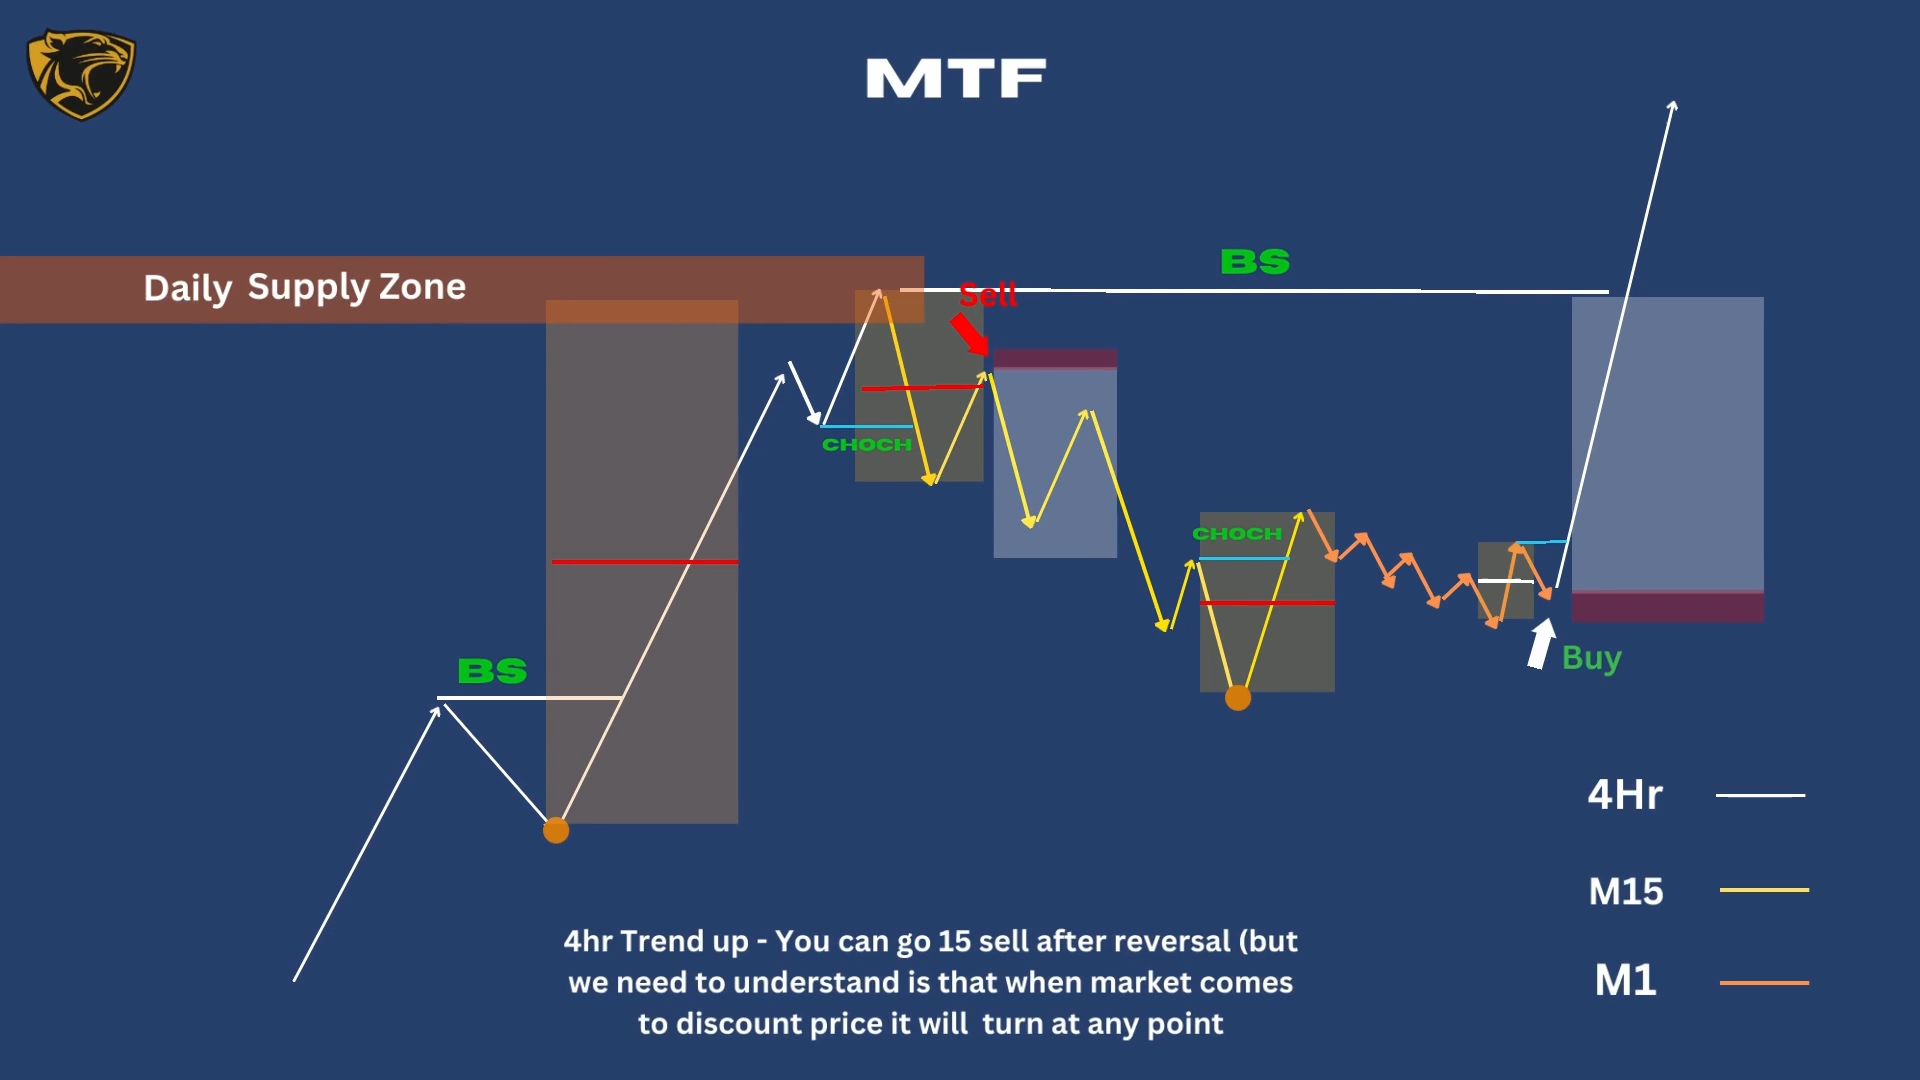 MTF
BS
Daily Supply Zone
Sell
CHOCH
CHOCH
BS
Buy
4Hr
M15
M1
4hr Trend up - You can go 15 sell after reversal (but
we need to understand is that when market comes
to discount price it will turn at any point